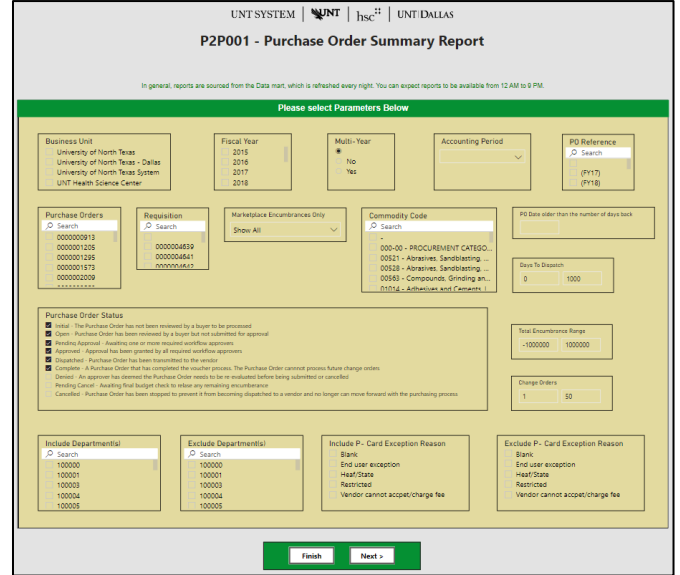 UNT SYSTEM | UNT | hsc | UNT DALLAS
P2P001 - Purchase Order Summary Report
In general, reports are sourced from the Data mart, which is refreshed every night. You can expect reports to be available from 12 AM to 9 PM.
Please select Parameters Below
Business Unit
University of North Texas
University of North Texas - Dallas
University of North Texas System
UNT Health Science Center
Fiscal Year
2015
2016
2017
2018
Multi-Year
No
Yes
Accounting Period
PO Reference
Search
(FY17)
(FY18)
Purchase Orders
Search
0000000913
0000001205
0000001295
0000001573
0000002009
Requisition
Search
0000004639
0000004641
0000004642
Marketplace Encumbrances Only
Show All
Commodity Code
Search
-
000-00 - PROCUREMENT CATEGO...
00521 - Abrasives, Sandblasting, ...
00528 - Abrasives, Sandblasting, ...
00563 - Compounds, Grinding an...
01014 - Adhesives and Cements, (
PO Date older than the number of days back
Days To Dispatch
0 1000
Purchase Order Status
Initial - The Purchase Order has not been reviewed by a buyer to be processed
Open - Purchase Order has been reviewed by a buyer but not submitted for approval
Pending Approval - Awaiting one or more required workflow approvers
Approved - Approval has been granted by all required workflow approvers
Dispatched - Purchase Order has been transmitted to the vendor
Complete - A Purchase Order that has completed the voucher process. The Purchase Order cannnot process future change orders
Denied - An approver has deemed the Purchase Order needs to be re-evaluated before being submitted or cancelled
Pending Cancel - Awaiting final budget check to relase any remaining encumberance
Cancelled - Purchase Order has been stopped to prevent it from becoming dispatched to a vendor and no longer can move forward with the purchasing process
Total Encumbrance Range
-1000000 1000000
Change Orders
1 50
Include Department(s)
Search
100000
100001
100003
100004
100005
Exclude Department(s)
Search
100000
100001
100003
100004
100005
Include P- Card Exception Reason
Blank
End user exception
Heaf/State
Restricted
Vendor cannot accpet/charge fee
Exclude P- Card Exception Reason
Blank
End user exception
Heaf/State
Restricted
Vendor cannot accpet/charge fee
Finish
Next >